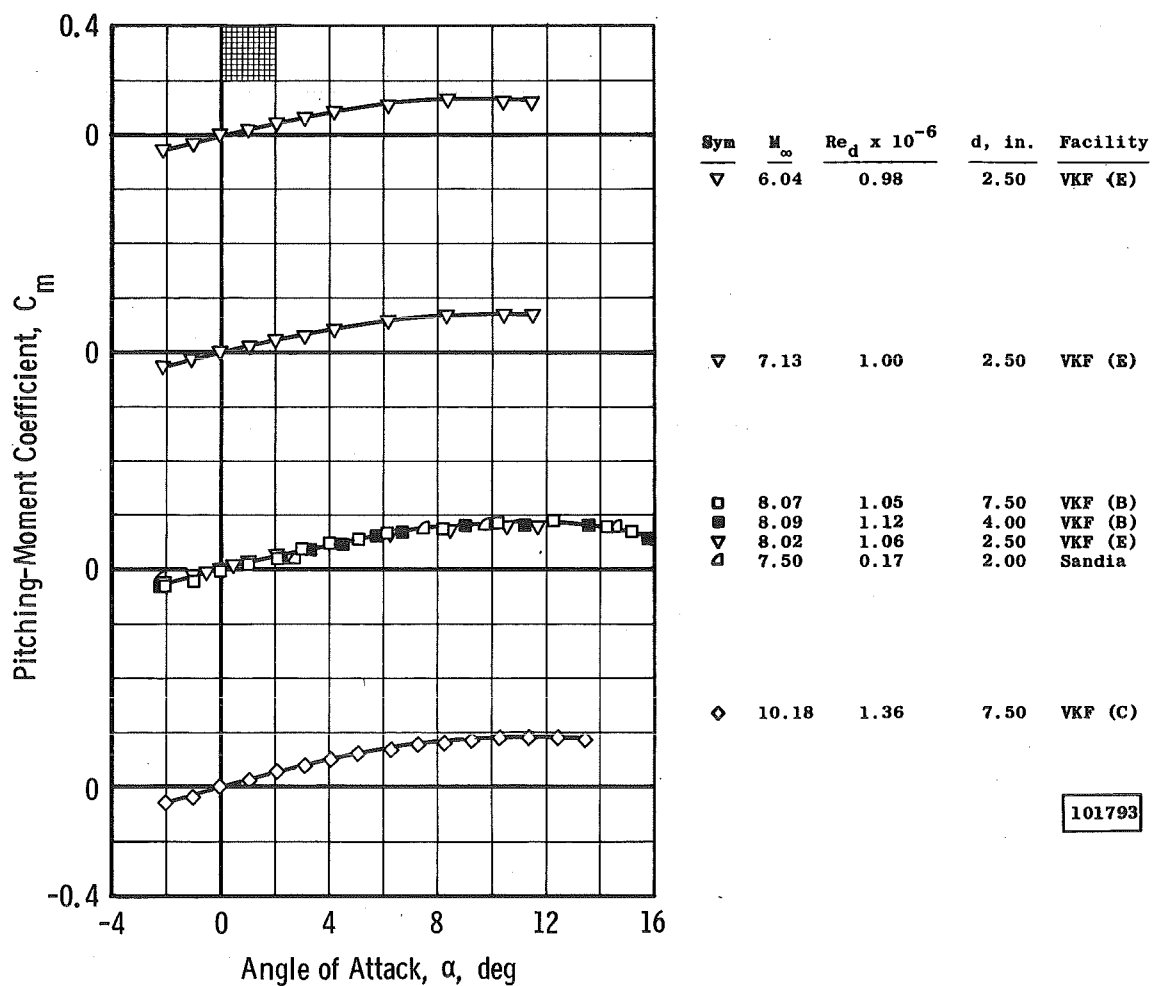 0.4
0
0
0
0
-0.4
-4 0 4 8 12 16
Pitching-Moment Coefficient, Cm
Angle of Attack, α, deg
Sym M∞ Red x 10-6 d, in. Facility
▽ 6.04 0.98 2.50 VKF (E)
▽ 7.13 1.00 2.50 VKF (E)
□ 8.07 1.05 7.50 VKF (B)
■ 8.09 1.12 4.00 VKF (B)
▽ 8.02 1.06 2.50 VKF (E)
7.50 0.17 2.00 Sandia
◇ 10.18 1.36 7.50 VKF (C)
101793